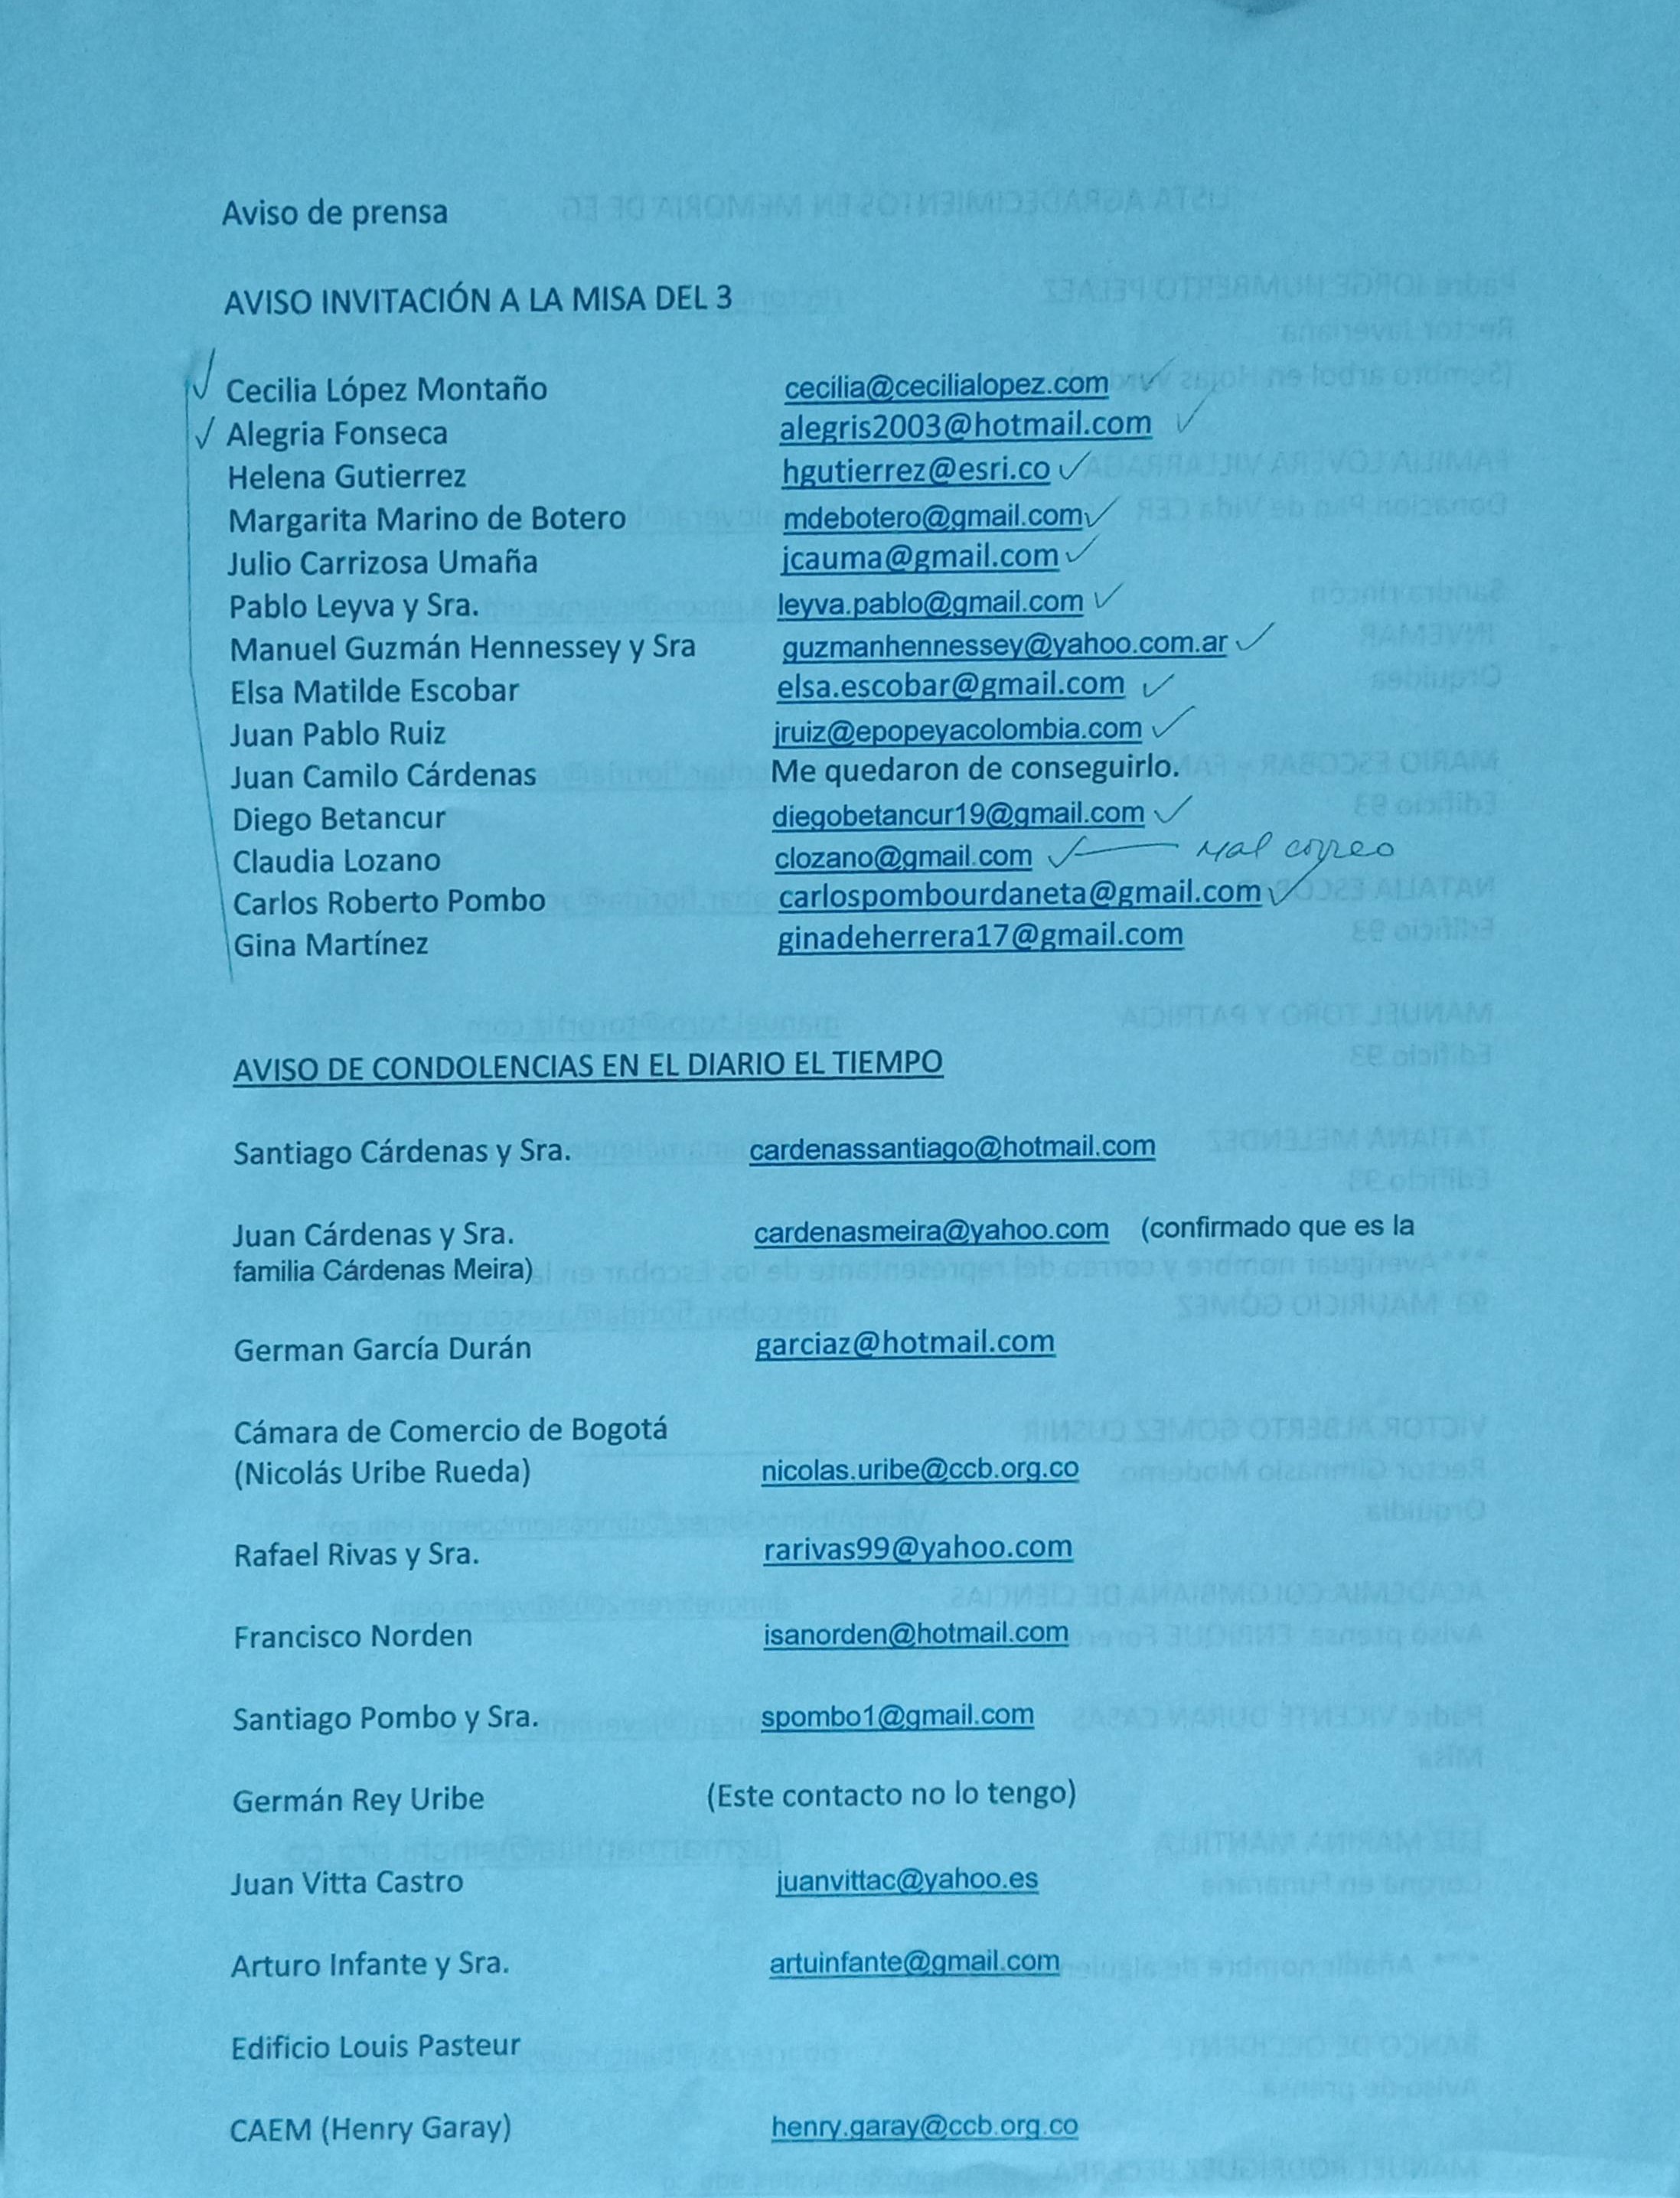 Aviso de prensa
AVISO INVITACIÓN A LA MISA DEL 3
✓ Cecilia López Montaño cecilia@cecilialopez.com ✓
✓ Alegria Fonseca alegris2003@hotmail.com ✓
Helena Gutierrez hgutierrez@esri.co ✓
Margarita Marino de Botero mdebotero@gmail.com ✓
Julio Carrizosa Umaña jcauma@gmail.com ✓
Pablo Leyva y Sra. leyva.pablo@gmail.com ✓
Manuel Guzmán Hennessey y Sra guzmanhennessey@yahoo.com.ar ✓
Elsa Matilde Escobar elsa.escobar@gmail.com ✓
Juan Pablo Ruiz jruiz@epopeyacolombia.com ✓
Juan Camilo Cárdenas Me quedaron de conseguirlo.
Diego Betancur diegobetancur19@gmail.com ✓
Claudia Lozano clozano@gmail.com ✓ Mal correo
Carlos Roberto Pombo carlospombourdaneta@gmail.com ✓
Gina Martínez ginadeherrera17@gmail.com
AVISO DE CONDOLENCIAS EN EL DIARIO EL TIEMPO
Santiago Cárdenas y Sra. cardenassantiago@hotmail.com
Juan Cárdenas y Sra. cardenasmeira@yahoo.com (confirmado que es la
familia Cárdenas Meira)
German García Durán garciaz@hotmail.com
Cámara de Comercio de Bogotá
(Nicolás Uribe Rueda) nicolas.uribe@ccb.org.co
Rafael Rivas y Sra. rarivas99@yahoo.com
Francisco Norden isanorden@hotmail.com
Santiago Pombo y Sra. spombo1@gmail.com
Germán Rey Uribe (Este contacto no lo tengo)
Juan Vitta Castro juanvittac@yahoo.es
Arturo Infante y Sra. artuinfante@gmail.com
Edificio Louis Pasteur
CAEM (Henry Garay) henry.garay@ccb.org.co